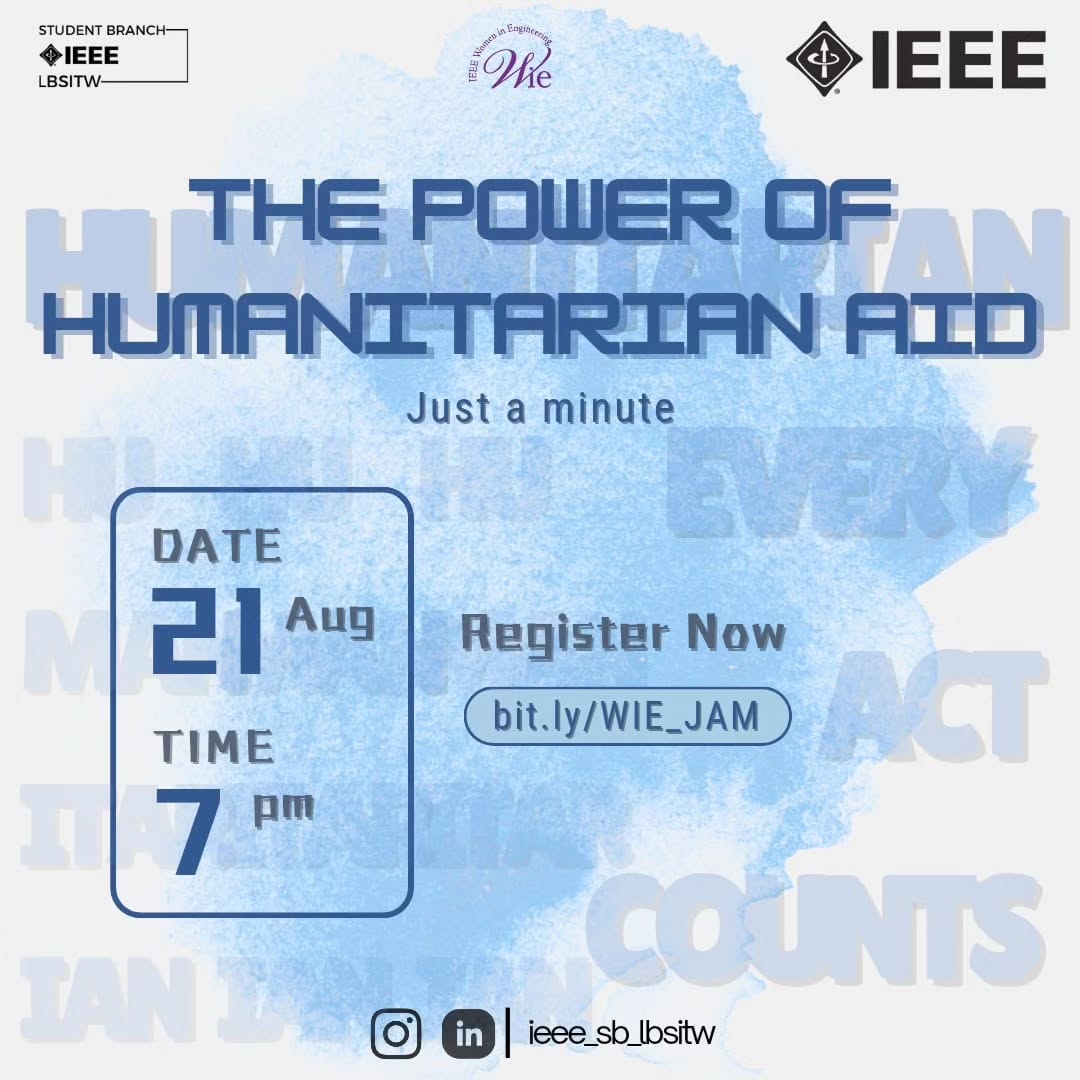 STUDENT BRANCH
IEEE
LBSITW
IEEE Women in Engineering
Wie
IEEE
THE POWER OF
HUMANITARIAN
HUMANITARIAN AID
Just a minute
EVERY
DATE
21 Aug
Register Now
bit.ly/WIE_JAM
ACT
TIME
7 pm
COUNTS
ieee_sb_lbsitw